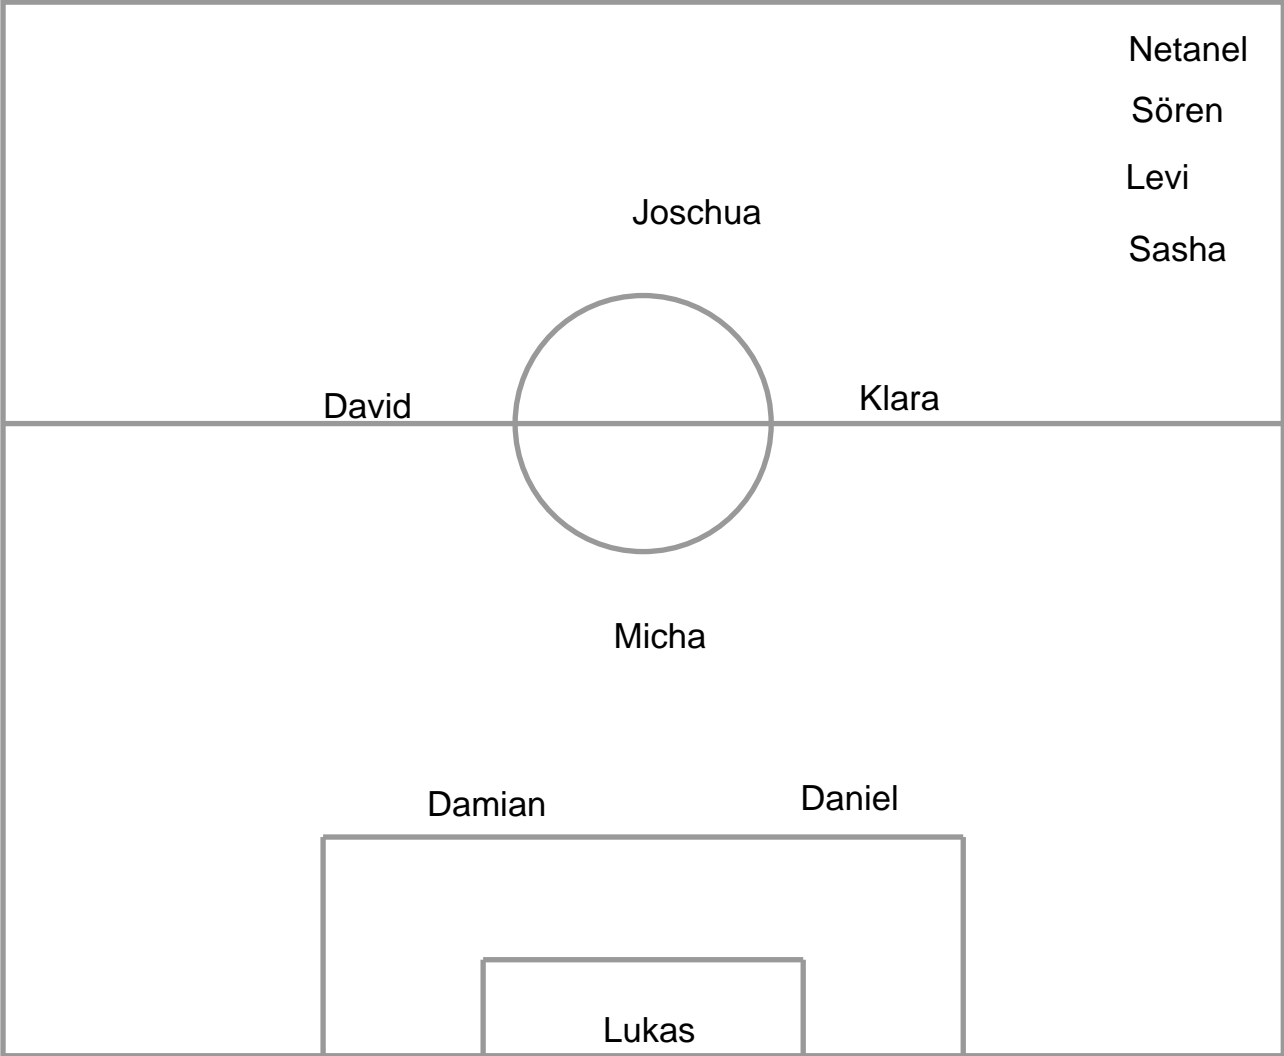 Netanel
Sören
Levi
Joschua
Sasha
David
Klara
Micha
Damian
Daniel
Lukas